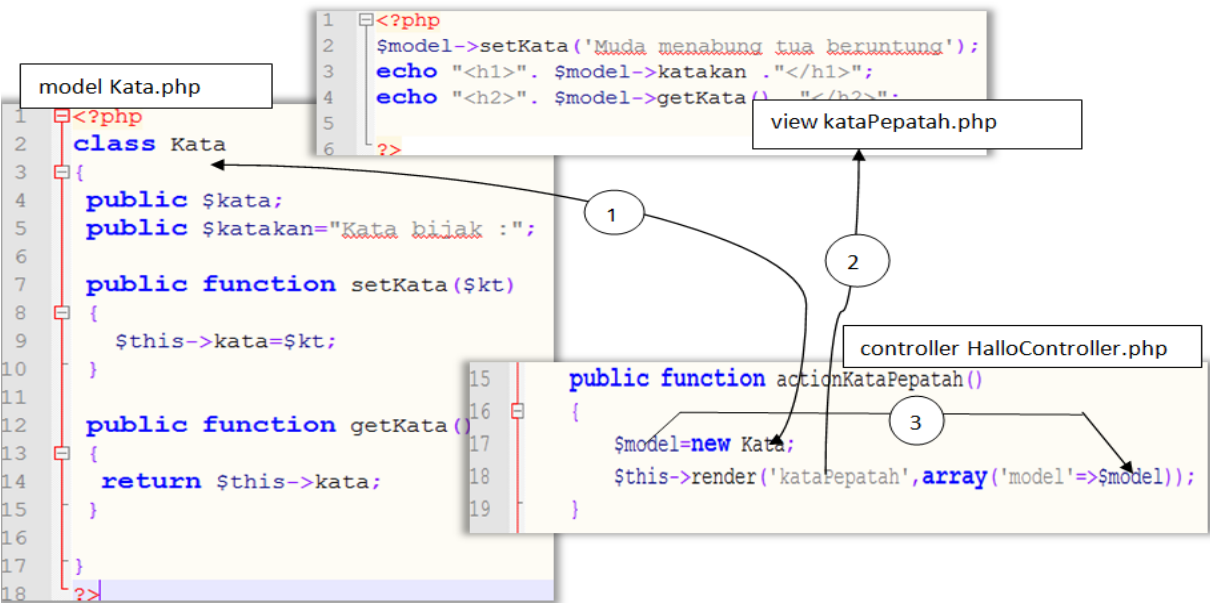 1 <?php
2 $model->setKata('Muda menabung tua beruntung');
3 echo "<h1>". $model->katakan ."</h1>";
4 echo "<h2>". $model->getKata() ."</h2>";
5
6 ?>
view kataPepatah.php
model Kata.php
1 <?php
2 class Kata
3 {
4 public $kata;
5 public $katakan="Kata bijak :";
6
7 public function setKata($kt)
8 {
9 $this->kata=$kt;
10 }
11
12 public function getKata()
13 {
14 return $this->kata;
15 }
16
17 }
18 ?>
1
2
controller HalloController.php
15 public function actionKataPepatah()
16 {
3
17 $model=new Kata;
18 $this->render('kataPepatah',array('model'=>$model));
19 }